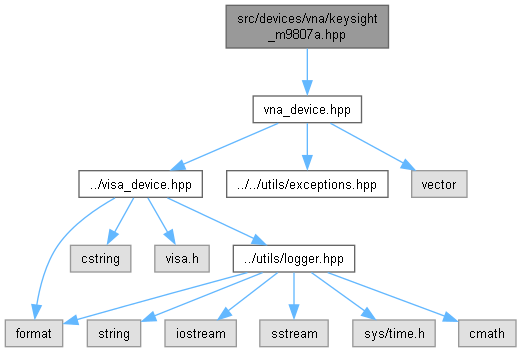 src/devices/vna/keysight
_m9807a.hpp
vna_device.hpp
../visa_device.hpp
../../utils/exceptions.hpp
vector
cstring
visa.h
../utils/logger.hpp
format
string
iostream
sstream
sys/time.h
cmath